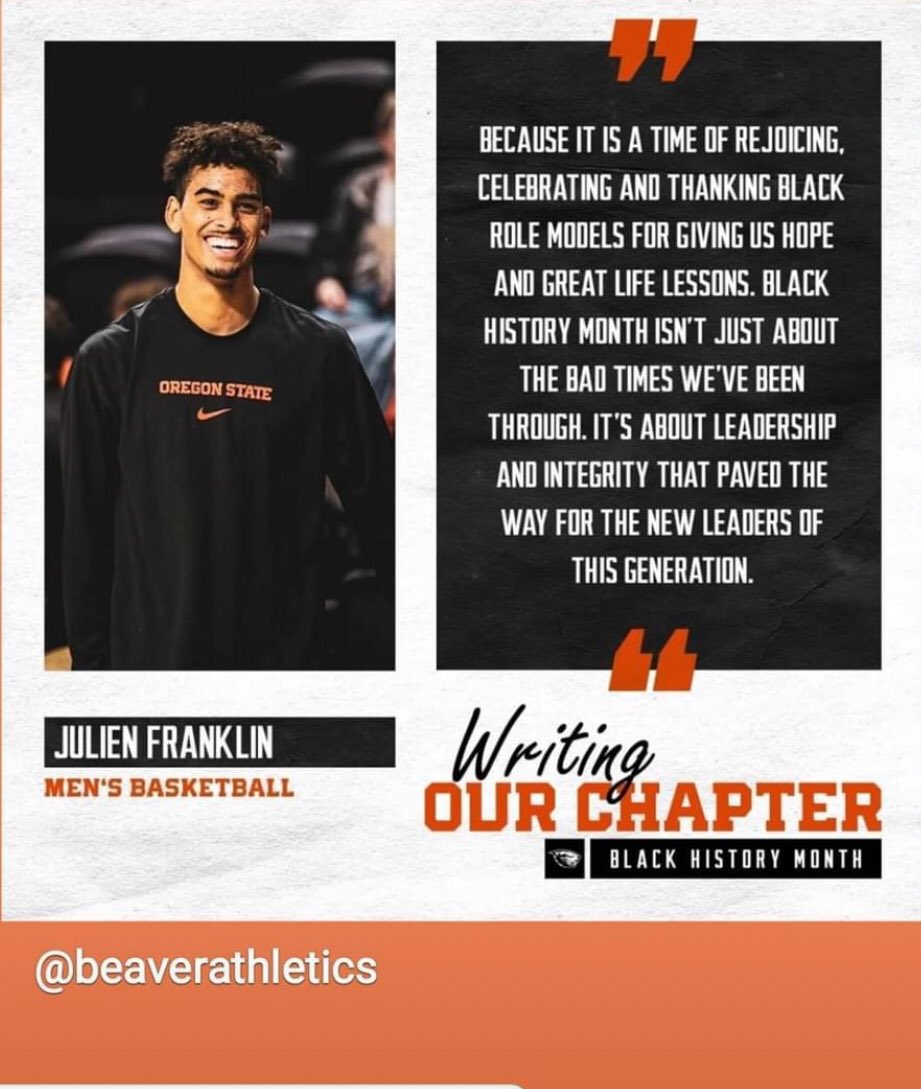 ”
BECAUSE IT IS A TIME OF REJOICING,
CELEBRATING AND THANKING BLACK
ROLE MODELS FOR GIVING US HOPE
AND GREAT LIFE LESSONS. BLACK
HISTORY MONTH ISN'T JUST ABOUT
THE BAD TIMES WE'VE BEEN
THROUGH. IT'S ABOUT LEADERSHIP
AND INTEGRITY THAT PAVED THE
WAY FOR THE NEW LEADERS OF
THIS GENERATION.
“
OREGON STATE
JULIEN FRANKLIN
MEN'S BASKETBALL
Writing
OUR CHAPTER
BLACK HISTORY MONTH
@beaverathletics